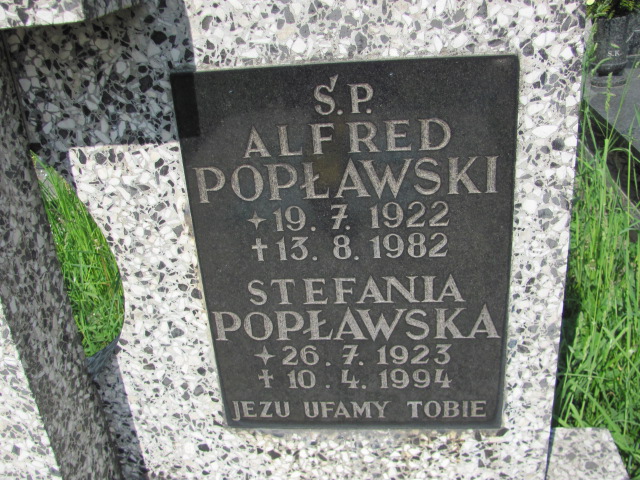 Ś.P.
ALFRED
POPŁAWSKI
✦ 19. 7. 1922
✝ 13. 8. 1982
STEFANIA
POPŁAWSKA
✦ 26. 7. 1923
✝ 10. 4. 1994
JEZU UFAMY TOBIE